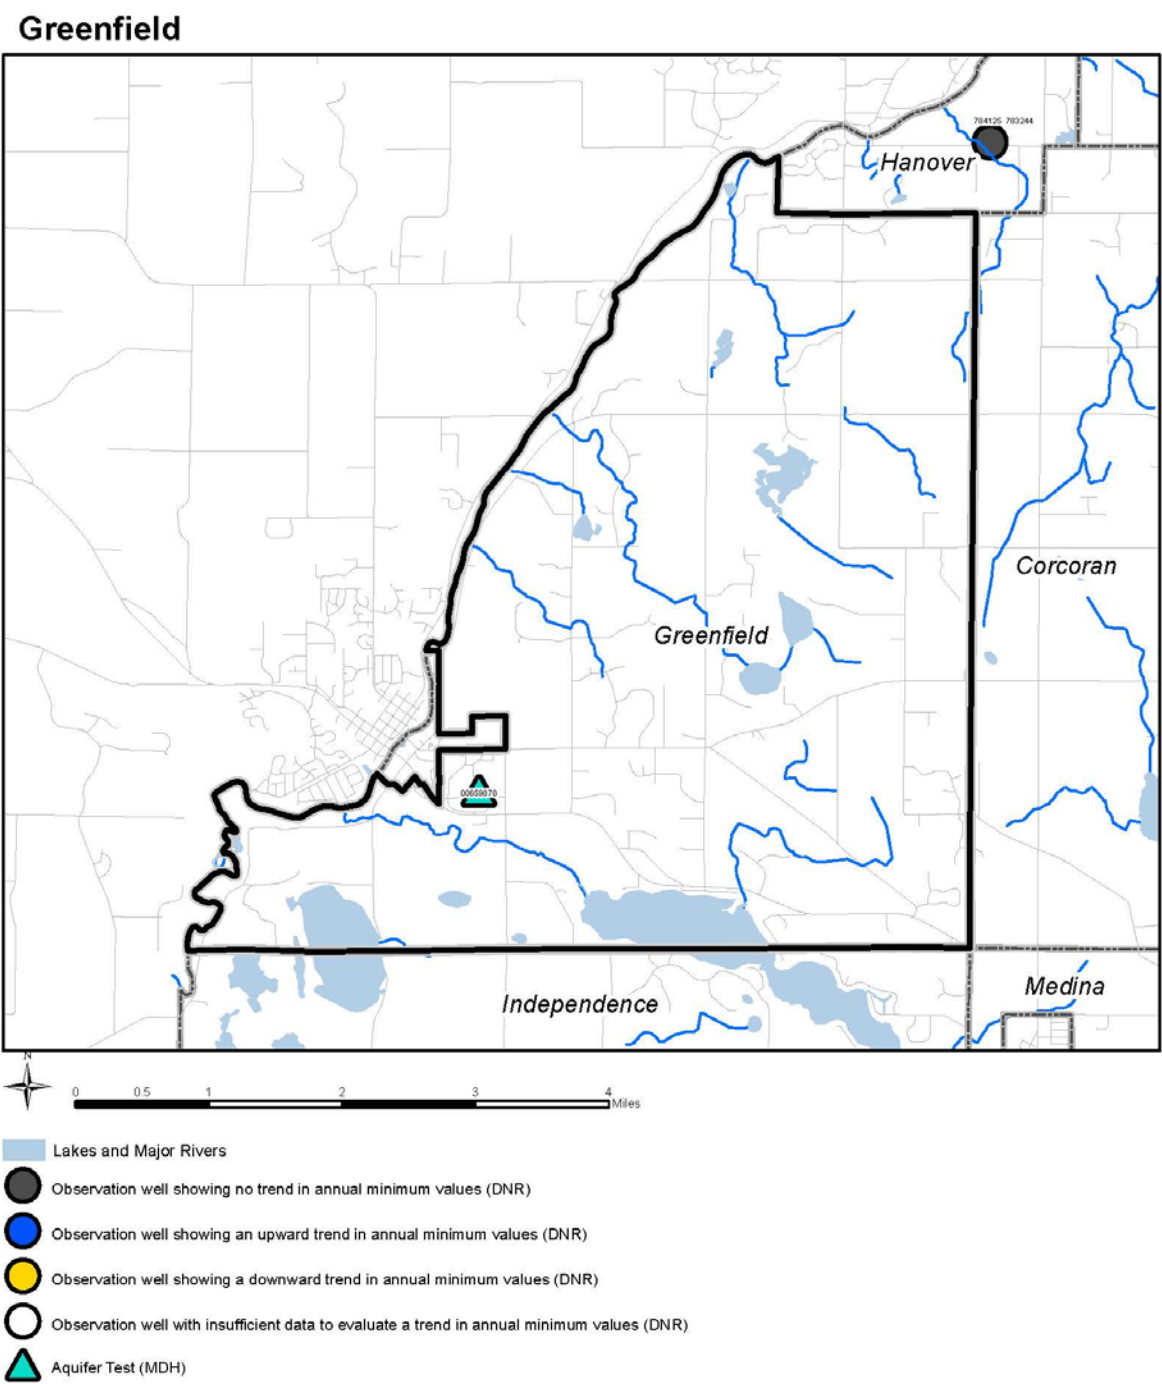 Greenfield
784125 783244
Hanover
Corcoran
Greenfield
Medina
Independence
N
0 0.5 1 2 3 4
Miles
Lakes and Major Rivers
Observation well showing no trend in annual minimum values (DNR)
Observation well showing an upward trend in annual minimum values (DNR)
Observation well showing a downward trend in annual minimum values (DNR)
Observation well with insufficient data to evaluate a trend in annual minimum values (DNR)
Aquifer Test (MDH)